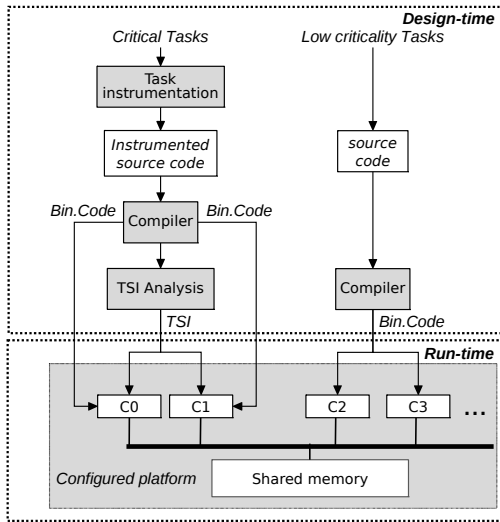 Design-time
Critical Tasks
Low criticality Tasks
Task
instrumentation
Instrumented
source code
source
code
Bin.Code
Bin.Code
Compiler
TSI Analysis
Compiler
TSI
Bin.Code
Run-time
C0
C1
C2
C3
...
Configured platform
Shared memory